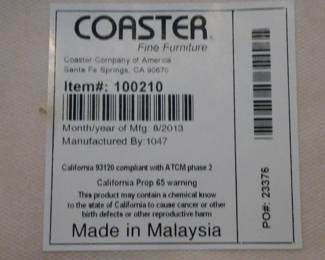 COASTER
Fine Furniture
Coaster Company of America
Santa Fe Springs, CA 90670
Item#: 100210
Month/year of Mfg: 8/2013
Manufactured By:1047
California 93120 compliant with ATCM phase 2
California Prop 65 warning
This product may contain a chemical know
to the state of California to cause cancer or other
birth defects or other reproductive harm
Made in Malaysia
PO#: 23376